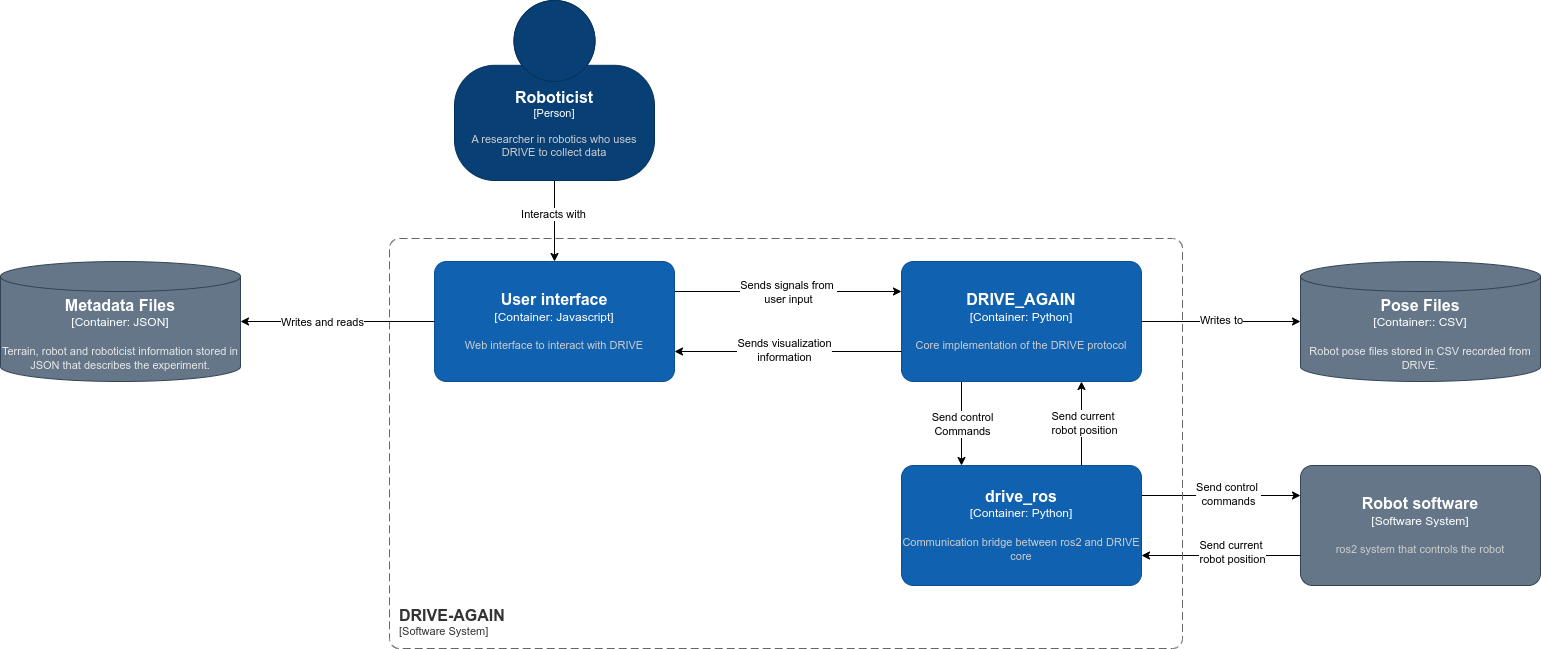 Roboticist
[Person]
A researcher in robotics who uses
DRIVE to collect data
Interacts with
Metadata Files
[Container: JSON]
Terrain, robot and roboticist information stored in
JSON that describes the experiment.
Writes and reads
User interface
[Container: Javascript]
Web interface to interact with DRIVE
Sends signals from
user input
Sends visualization
information
DRIVE_AGAIN
[Container: Python]
Core implementation of the DRIVE protocol
Writes to
Pose Files
[Container:: CSV]
Robot pose files stored in CSV recorded from
DRIVE.
Send control
Commands
Send current
robot position
drive_ros
[Container: Python]
Communication bridge between ros2 and DRIVE
core
Send control
commands
Send current
robot position
Robot software
[Software System]
ros2 system that controls the robot
DRIVE-AGAIN
[Software System]